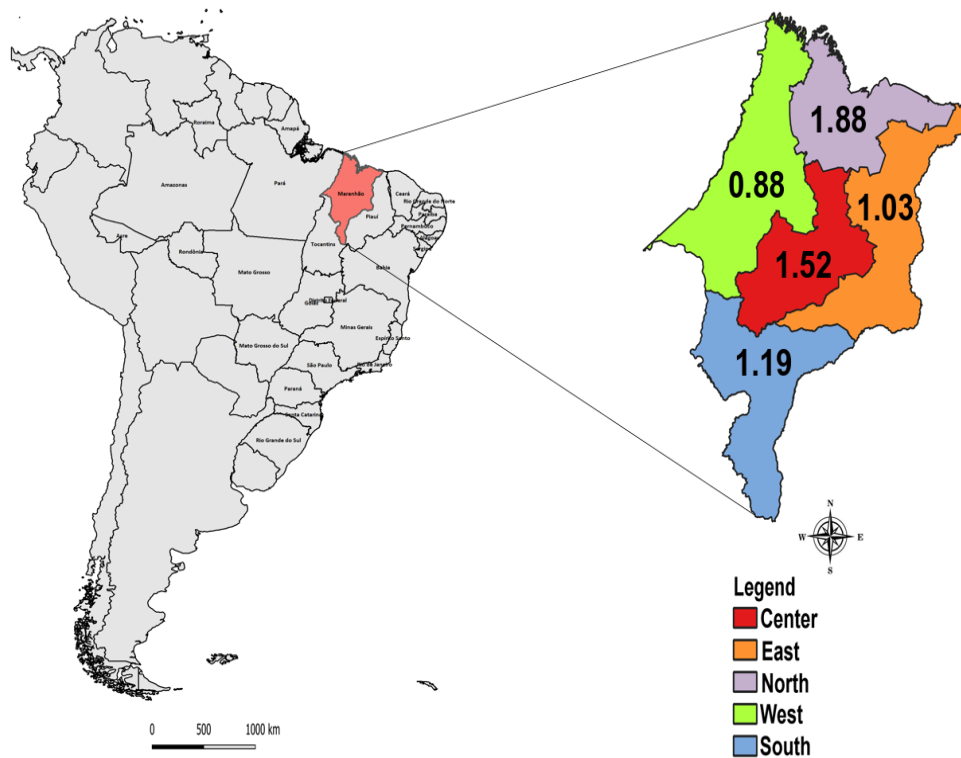 Roraima
Amapá
Amazonas
Pará
Maranhão
Ceará
Rio Grande do Norte
Paraíba
Piauí
Pernambuco
Alagoas
Sergipe
Acre
Tocantins
Rondônia
Bahia
Mato Grosso
Distrito Federal
Goiás
Minas Gerais
Espírito Santo
Mato Grosso do Sul
São Paulo
Rio de Janeiro
Paraná
Santa Catarina
Rio Grande do Sul
1.88
0.88
1.03
1.52
1.19
N
W
E
S
Legend
Center
East
North
West
South
0 500 1000 km